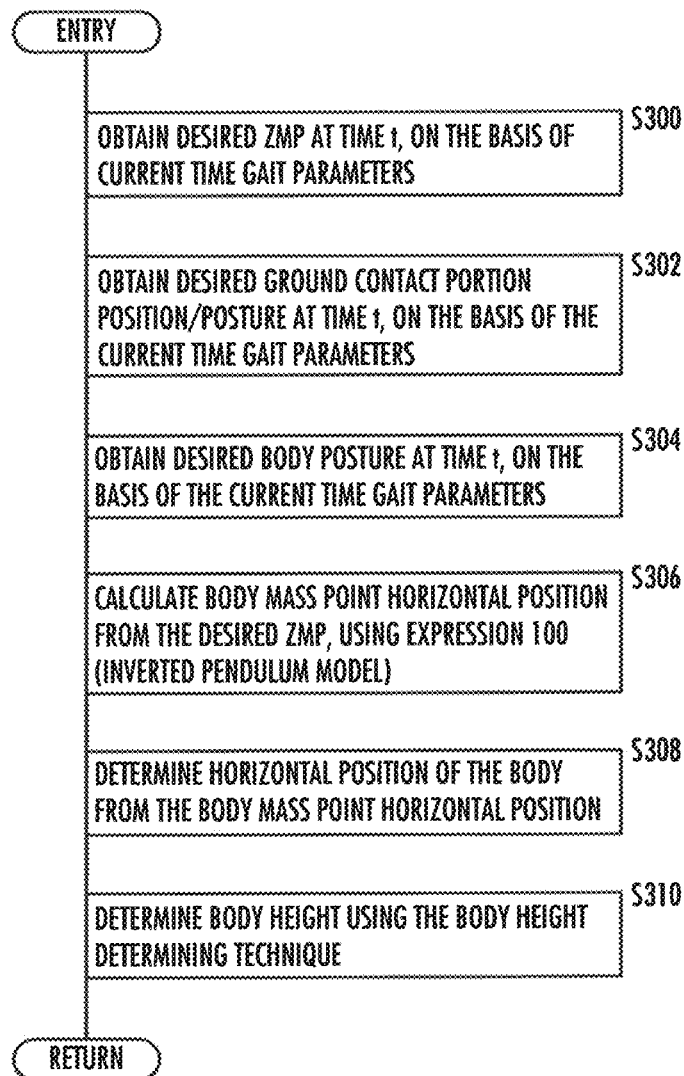 ENTRY
S300
OBTAIN DESIRED ZMP AT TIME t, ON THE BASIS OF
CURRENT TIME GAIT PARAMETERS
S302
OBTAIN DESIRED GROUND CONTACT PORTION
POSITION/POSTURE AT TIME t, ON THE BASIS OF THE
CURRENT TIME GAIT PARAMETERS
S304
OBTAIN DESIRED BODY POSTURE AT TIME t, ON THE
BASIS OF THE CURRENT TIME GAIT PARAMETERS
S306
CALCULATE BODY MASS POINT HORIZONTAL POSITION
FROM THE DESIRED ZMP, USING EXPRESSION 100
(INVERTED PENDULUM MODEL)
S308
DETERMINE HORIZONTAL POSITION OF THE BODY
FROM THE BODY MASS POINT HORIZONTAL POSITION
S310
DETERMINE BODY HEIGHT USING THE BODY HEIGHT
DETERMINING TECHNIQUE
RETURN